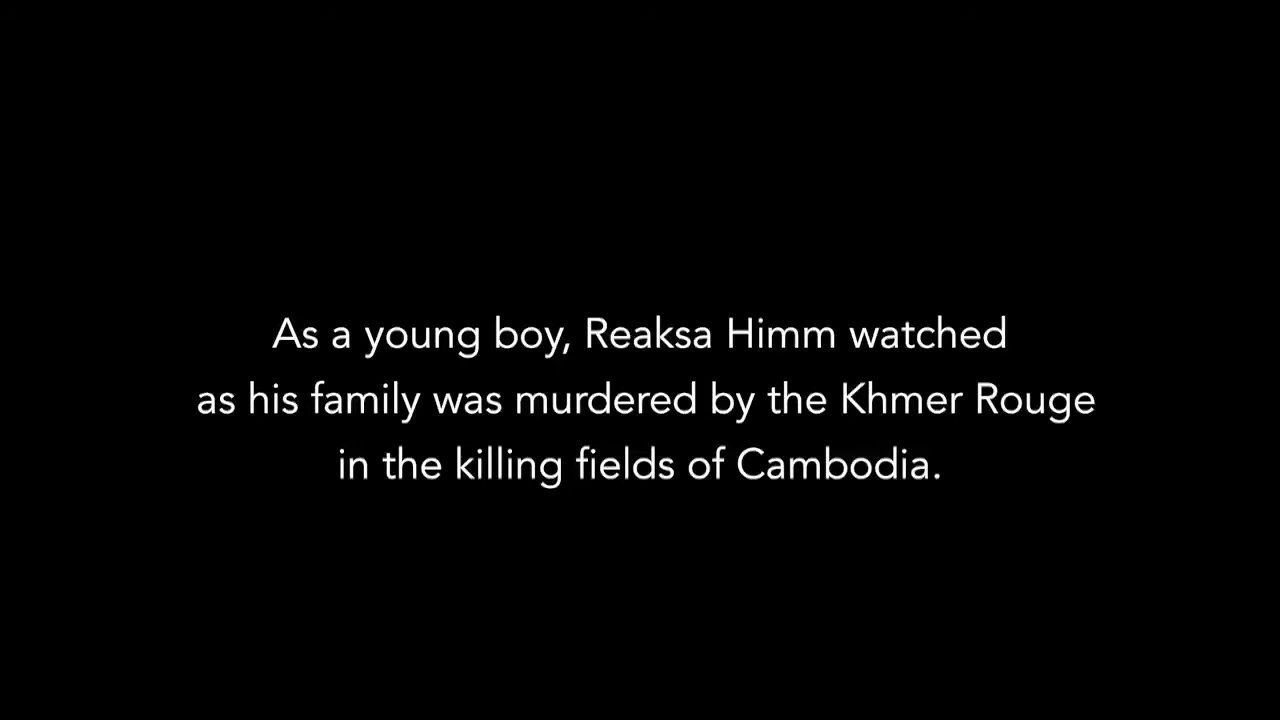 As a young boy, Reaksa Himm watched
as his family was murdered by the Khmer Rouge
in the killing fields of Cambodia.